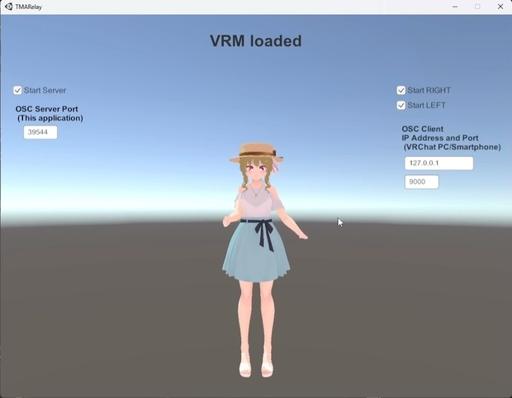 TMARelay
VRM loaded
Start Server
OSC Server Port
(This application)
39544
Start RIGHT
Start LEFT
OSC Client
IP Address and Port
(VRChat PC/Smartphone)
127.0.0.1
9000